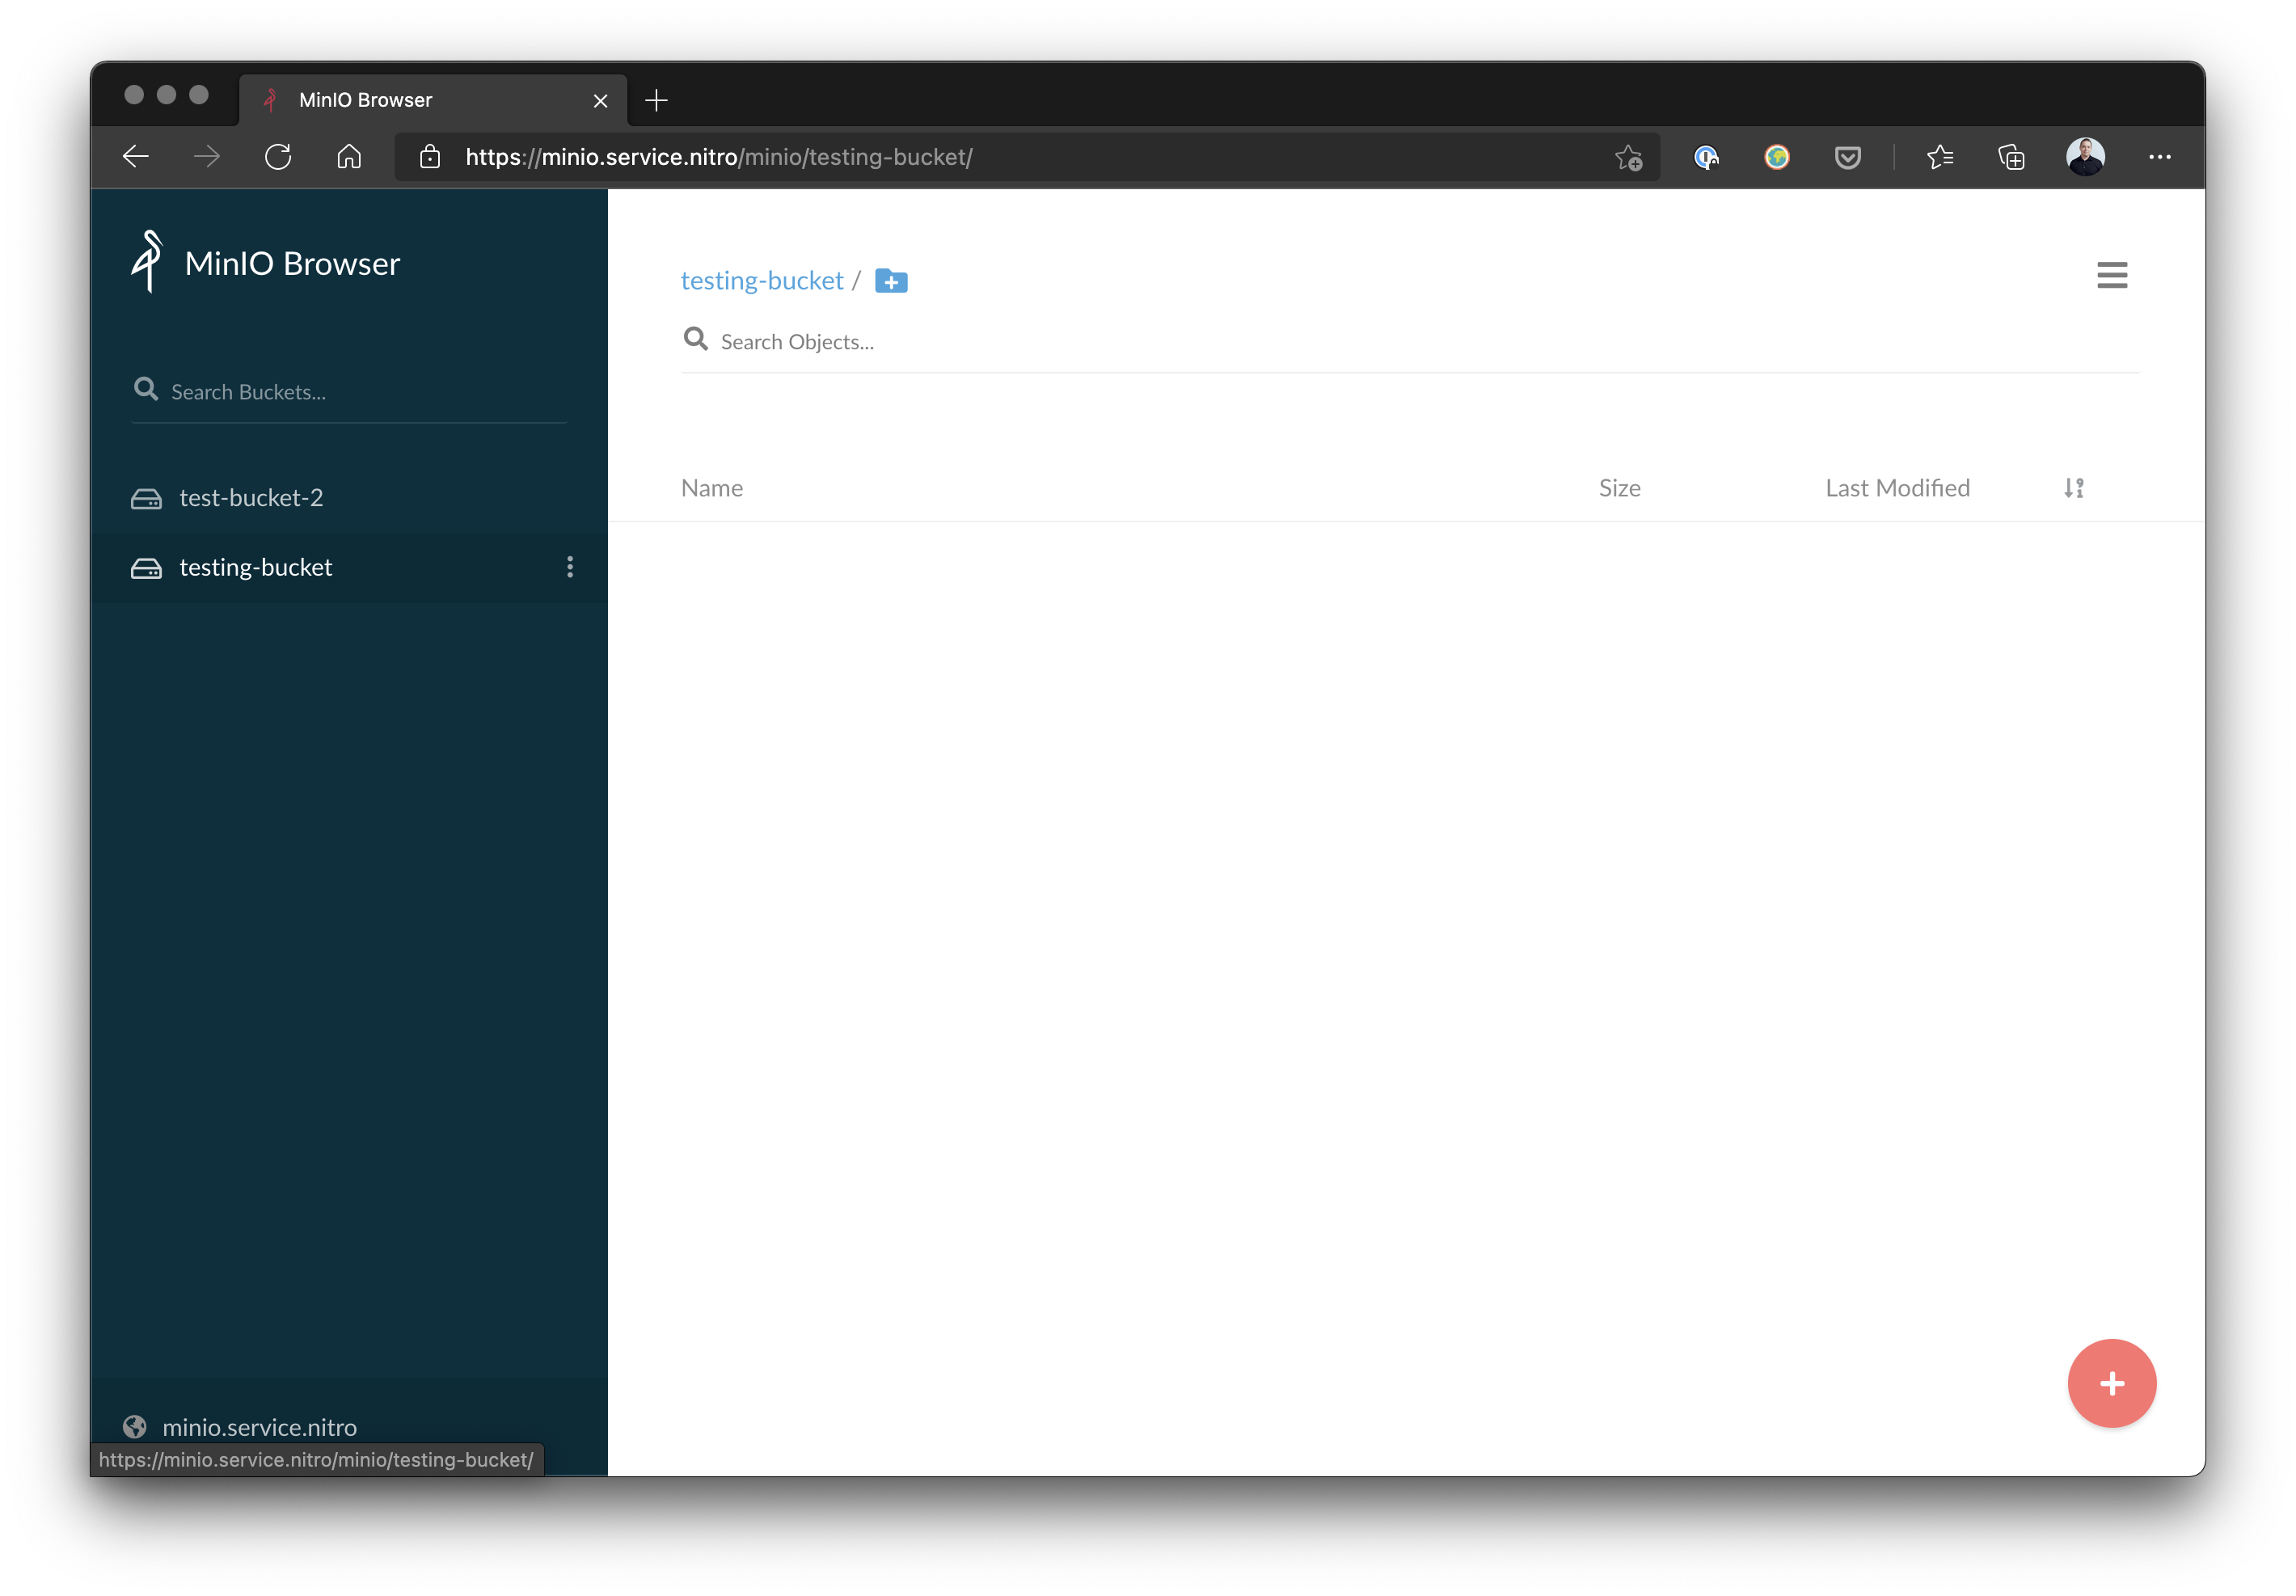 MinIO Browser
https://minio.service.nitro/minio/testing-bucket/
MinIO Browser
Search Buckets...
test-bucket-2
testing-bucket
testing-bucket /
Search Objects...
Name Size Last Modified
minio.service.nitro
https://minio.service.nitro/minio/testing-bucket/